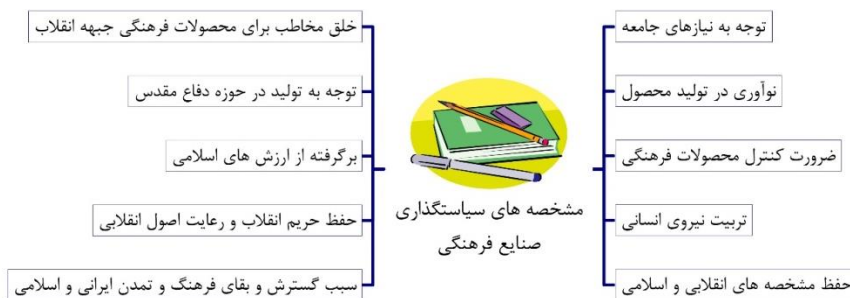 توجه به نیازهای جامعه
نوآوری در تولید محصول
ضرورت کنترل محصولات فرهنگی
تربیت نیروی انسانی
حفظ مشخصه های انقلابی و اسلامی
مشخصه های سیاستگذاری
صنایع فرهنگی
خلق مخاطب برای محصولات فرهنگی جبهه انقلاب
توجه به تولید در حوزه دفاع مقدس
برگرفته از ارزش های اسلامی
حفظ حریم انقلاب و رعایت اصول انقلابی
سبب گسترش و بقای فرهنگ و تمدن ایرانی و اسلامی